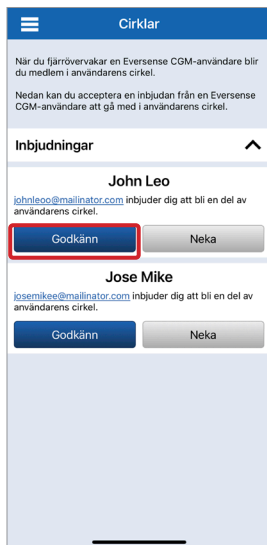 Cirklar
När du fjärrövervakar en Eversense CGM-användare blir
du medlem i användarens cirkel.
Nedan kan du acceptera en inbjudan från en Eversense
CGM-användare att gå med i användarens cirkel.
Inbjudningar
John Leo
johnleoo@mailinator.com inbjuder dig att bli en del av
användarens cirkel.
Godkänn Neka
Jose Mike
josemikee@mailinator.com inbjuder dig att bli en del av
användarens cirkel.
Godkänn Neka